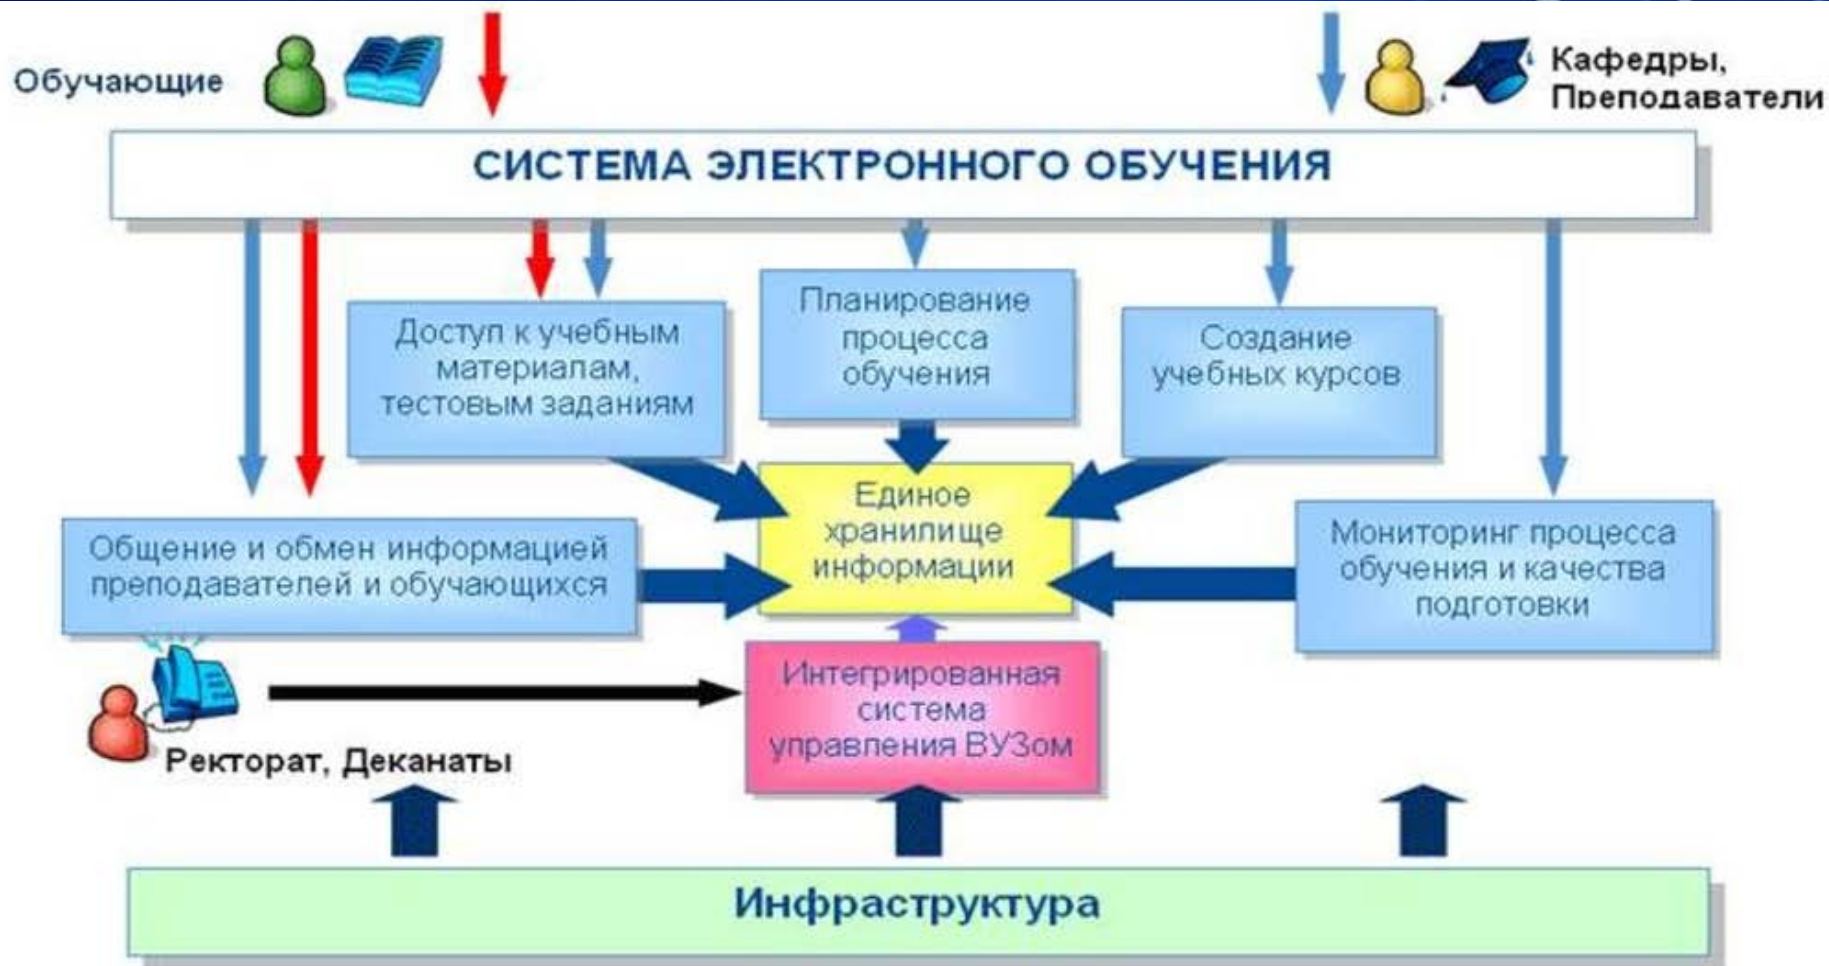 Обучающие
Кафедры,
Преподаватели
СИСТЕМА ЭЛЕКТРОННОГО ОБУЧЕНИЯ
Доступ к учебным
материалам,
тестовым заданиям
Планирование
процесса
обучения
Создание
учебных курсов
Общение и обмен информацией
преподавателей и обучающихся
Единое
хранилище
информации
Мониторинг процесса
обучения и качества
подготовки
Ректорат, Деканаты
Интегрированная
система
управления ВУЗом
Инфраструктура